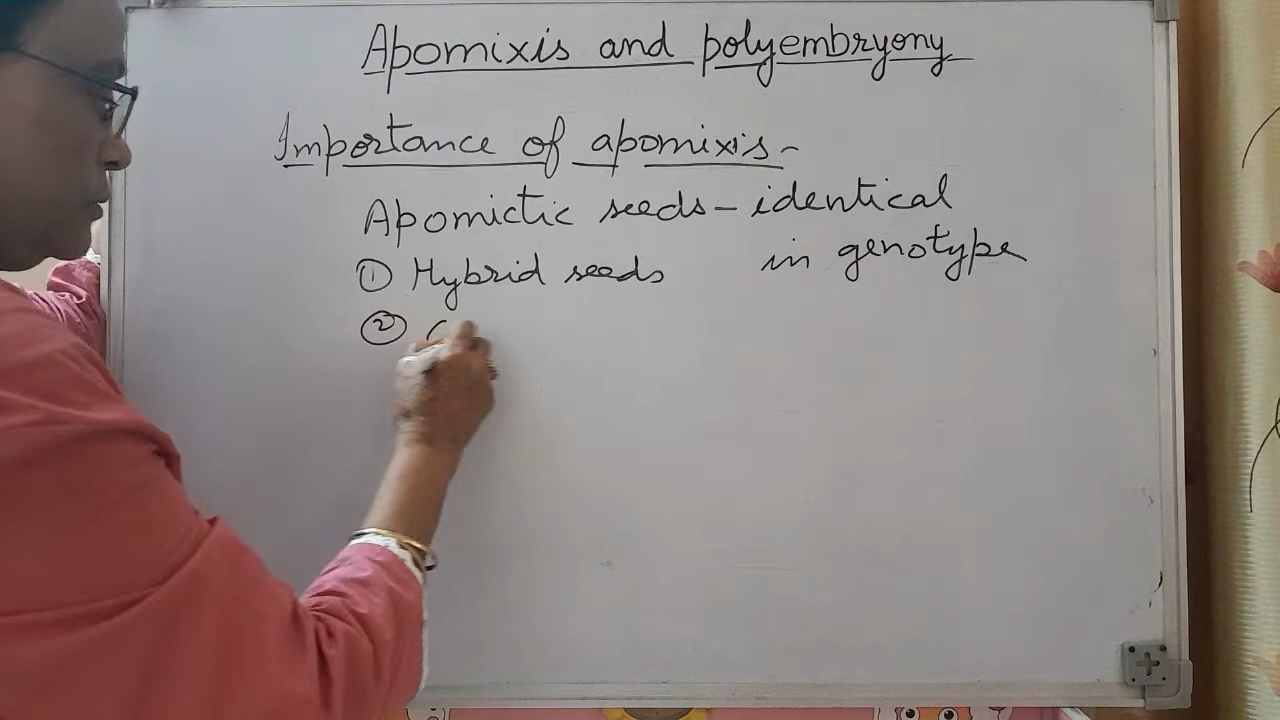 Apomixis and polyembryony
Importance of apomixis -
Apomictic seeds - identical
in genotype
① Hybrid seeds
②